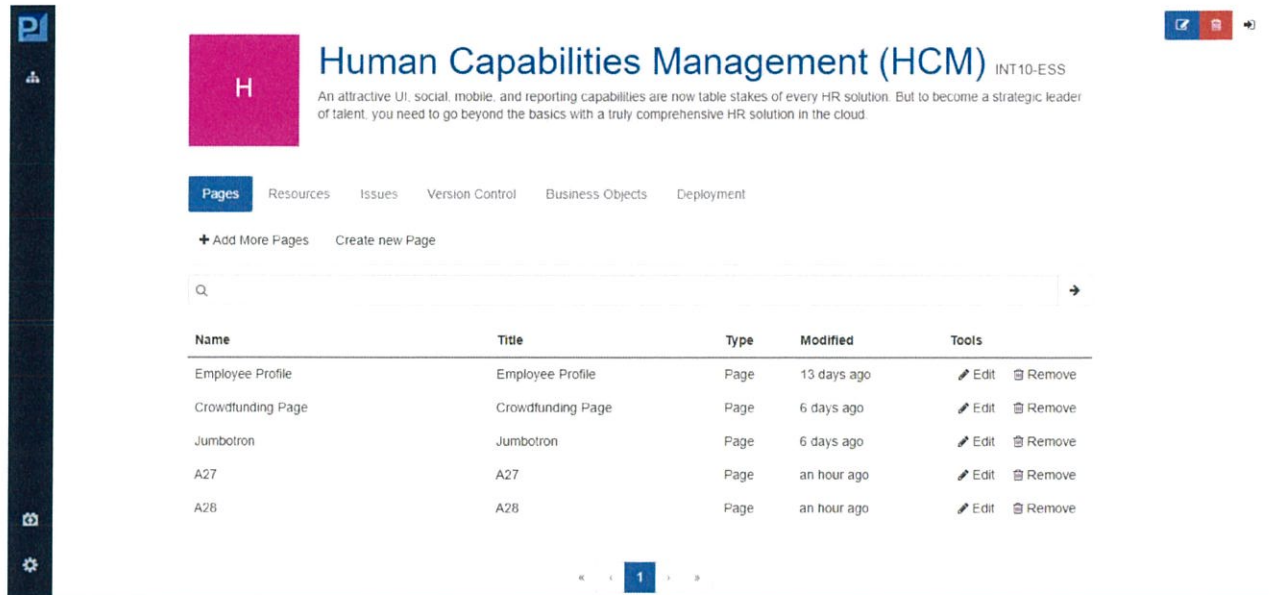 PJ
H
Human Capabilities Management (HCM) INT10-ESS
An attractive UI, social, mobile, and reporting capabilities are now table stakes of every HR solution. But to become a strategic leader
of talent, you need to go beyond the basics with a truly comprehensive HR solution in the cloud.
Pages Resources Issues Version Control Business Objects Deployment
+ Add More Pages Create new Page
Name Title Type Modified Tools
Employee Profile Employee Profile Page 13 days ago Edit Remove
Crowdfunding Page Crowdfunding Page Page 6 days ago Edit Remove
Jumbotron Jumbotron Page 6 days ago Edit Remove
A27 A27 Page an hour ago Edit Remove
A28 A28 Page an hour ago Edit Remove
« ‹ 1 › »